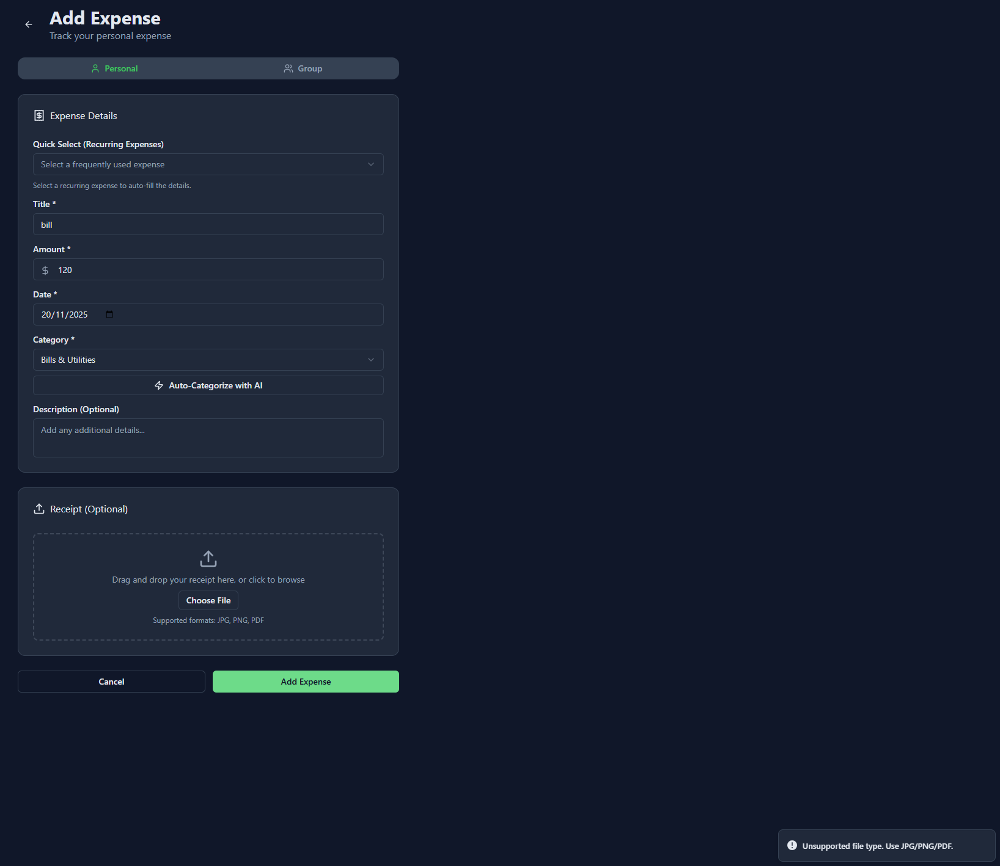 Add Expense
Track your personal expense
Personal
Group
Expense Details
Quick Select (Recurring Expenses)
Select a frequently used expense
Select a recurring expense to auto-fill the details.
Title *
bill
Amount *
$ 120
Date *
20/11/2025
Category *
Bills & Utilities
Auto-Categorize with AI
Description (Optional)
Add any additional details...
Receipt (Optional)
Drag and drop your receipt here, or click to browse
Choose File
Supported formats: JPG, PNG, PDF
Cancel
Add Expense
Unsupported file type. Use JPG/PNG/PDF.